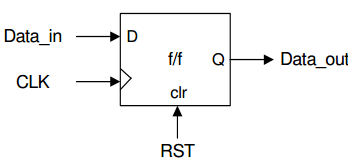 Data_in
D
f/f
Q
Data_out
CLK
clr
RST